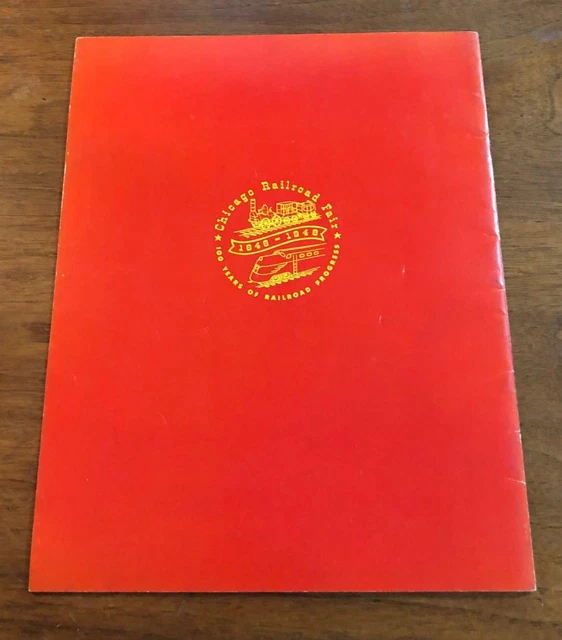 Chicago Railroad Fair
1848 - 1948
100 YEARS OF RAILROAD PROGRESS